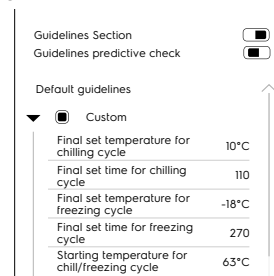 Guidelines Section
Guidelines predictive check
Default guidelines
Custom
Final set temperature for
chilling cycle
10°C
Final set time for chilling
cycle
110
Final set temperature for
freezing cycle
-18°C
Final set time for freezing
cycle
270
Starting temperature for
chill/freezing cycle
63°C